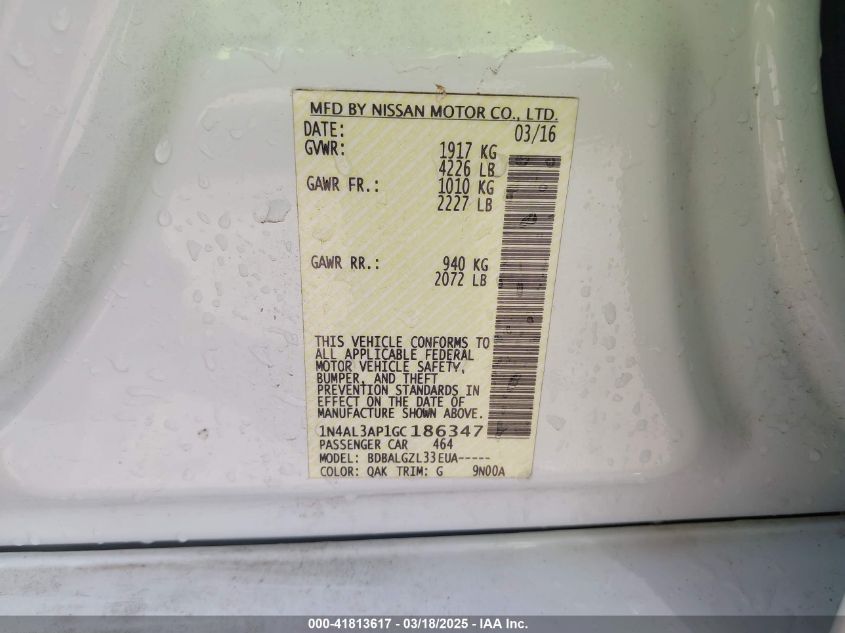 MFD BY NISSAN MOTOR CO., LTD.
DATE: 03/16
GVWR: 1917 KG
4226 LB
GAWR FR.: 1010 KG
2227 LB
GAWR RR.: 940 KG
2072 LB
THIS VEHICLE CONFORMS TO
ALL APPLICABLE FEDERAL
MOTOR VEHICLE SAFETY,
BUMPER, AND THEFT
PREVENTION STANDARDS IN
EFFECT ON THE DATE OF
MANUFACTURE SHOWN ABOVE.
1N4AL3AP1GC186347
PASSENGER CAR 464
MODEL: BDBALGZL33EUA-----
COLOR: QAK TRIM: G 9N00A
000-41813617 - 03/18/2025 - IAA Inc.